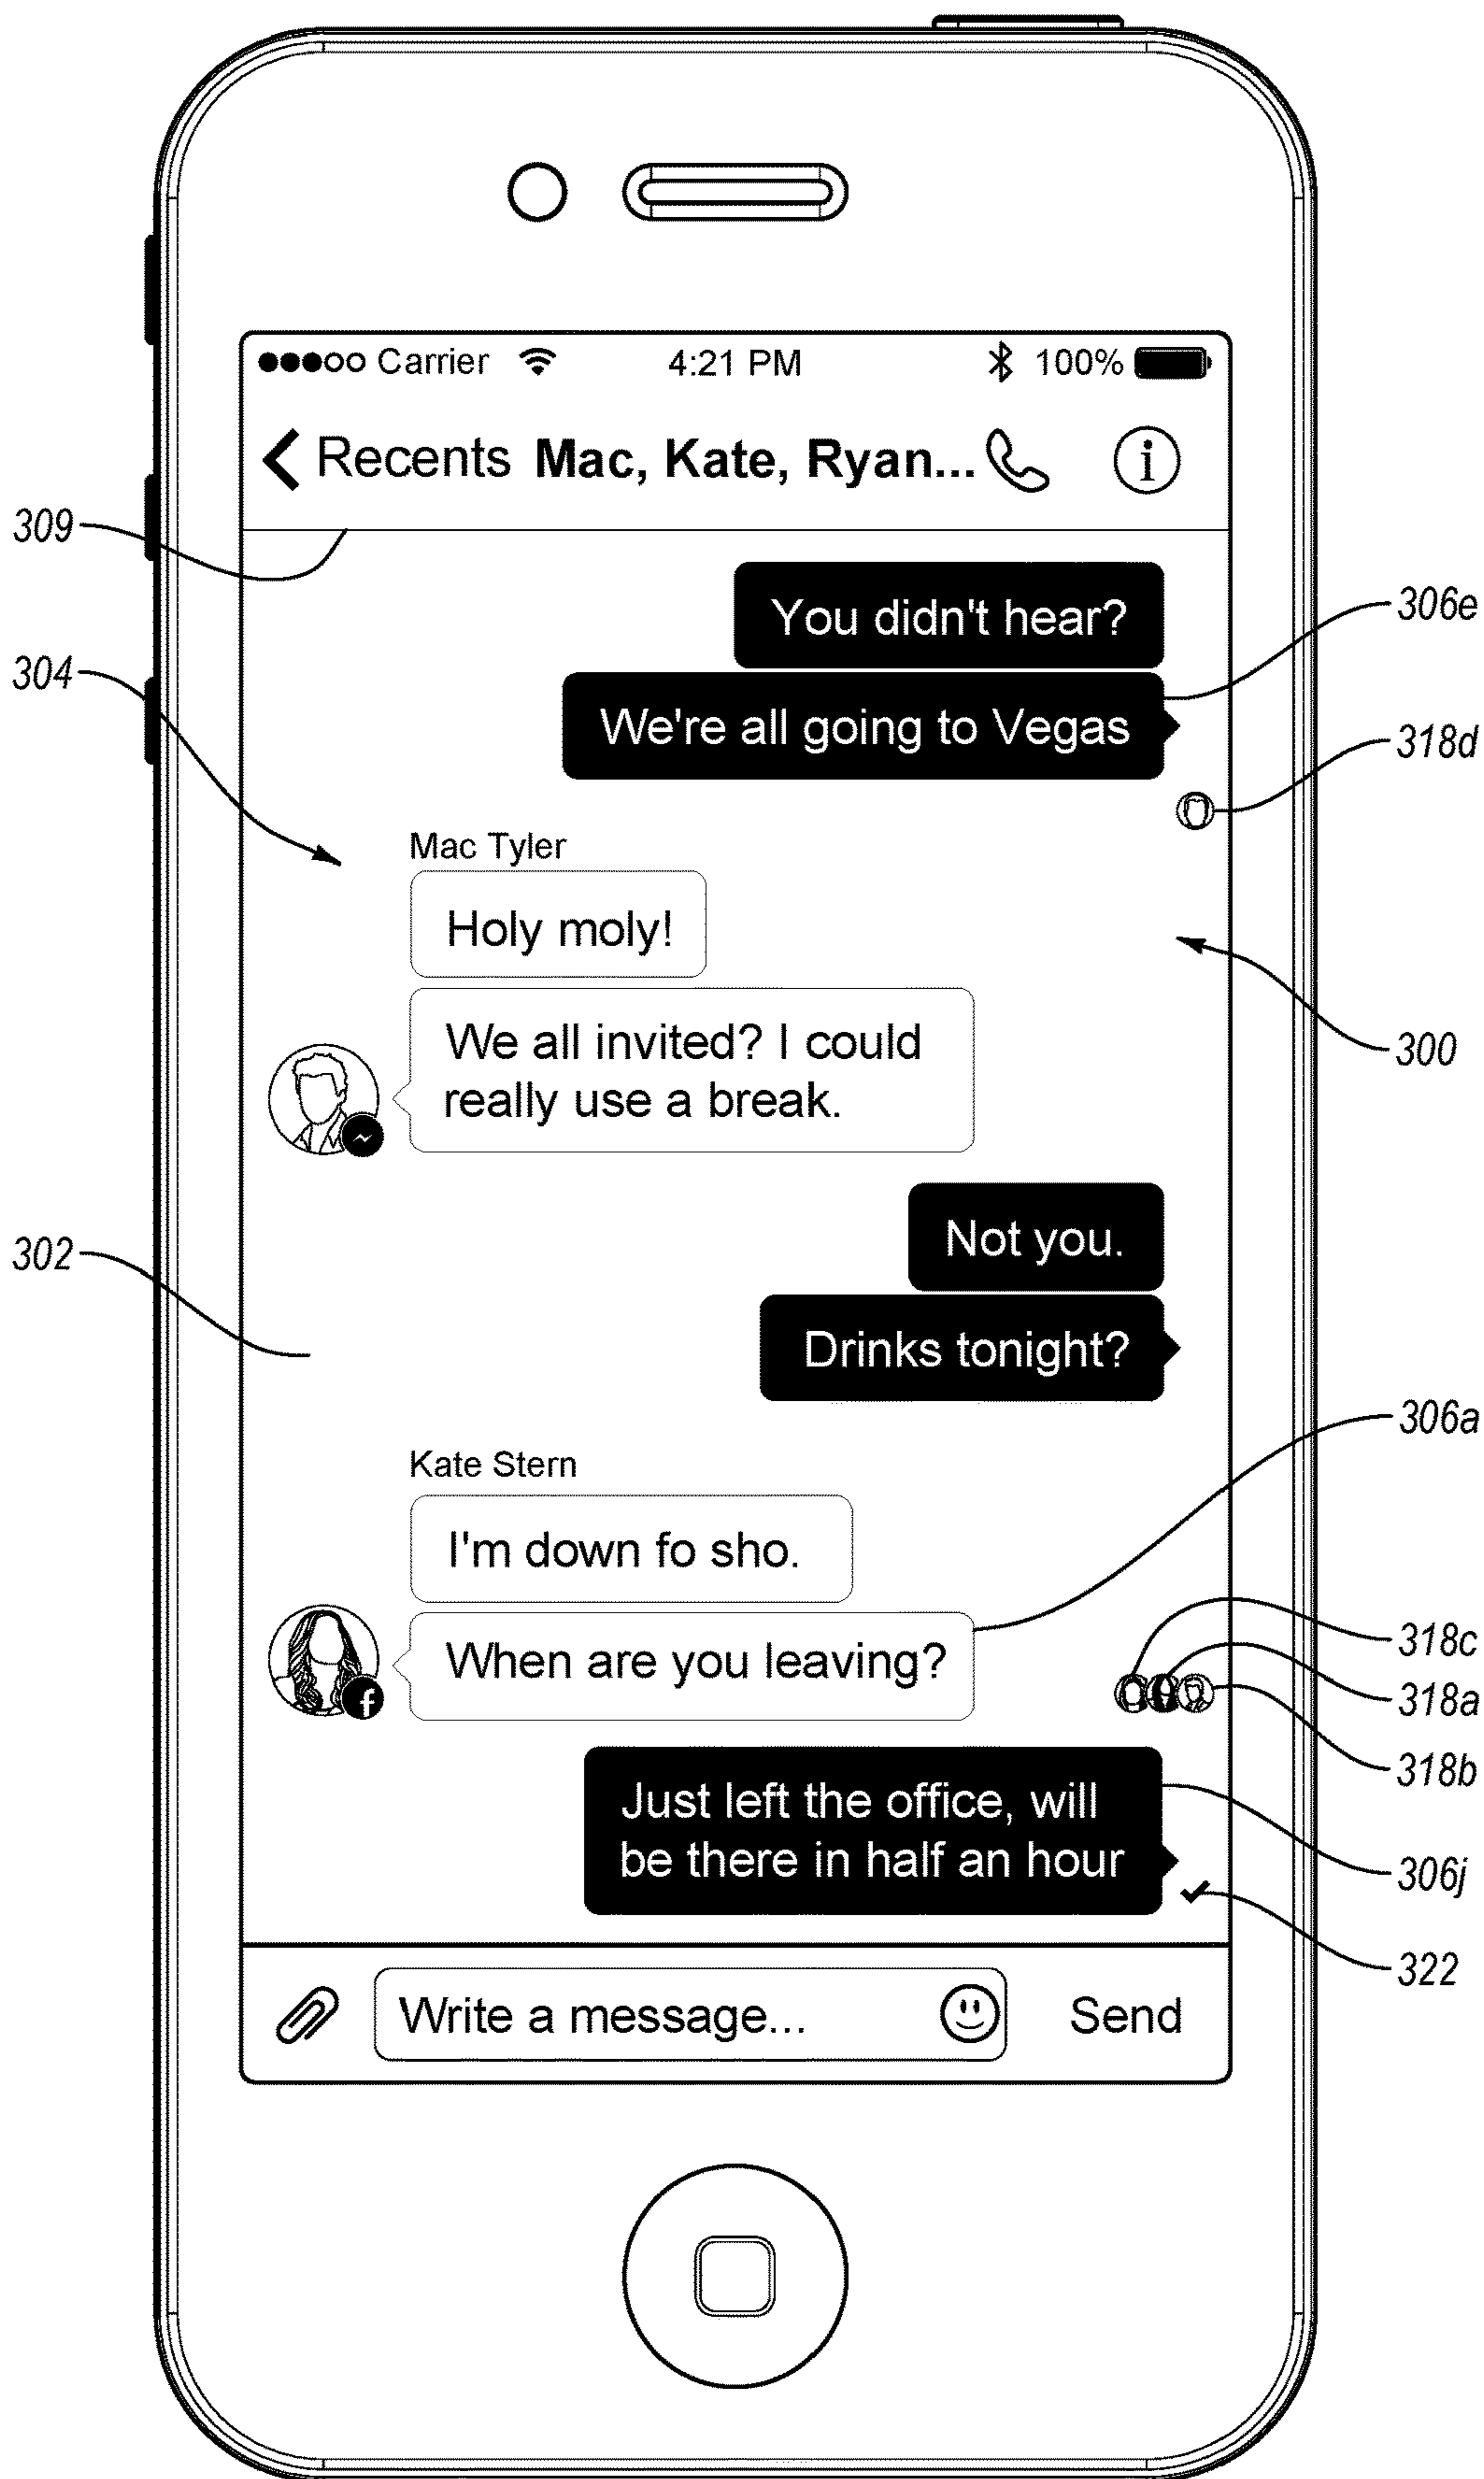 Carrier 4:21 PM 100%
Recents Mac, Kate, Ryan... i
309
You didn't hear?
306e
304
We're all going to Vegas
318d
Mac Tyler
Holy moly!
300
We all invited? I could
really use a break.
Not you.
302
Drinks tonight?
306a
Kate Stern
I'm down fo sho.
318c
When are you leaving?
f
318a
318b
Just left the office, will
be there in half an hour
306j
322
Write a message... Send